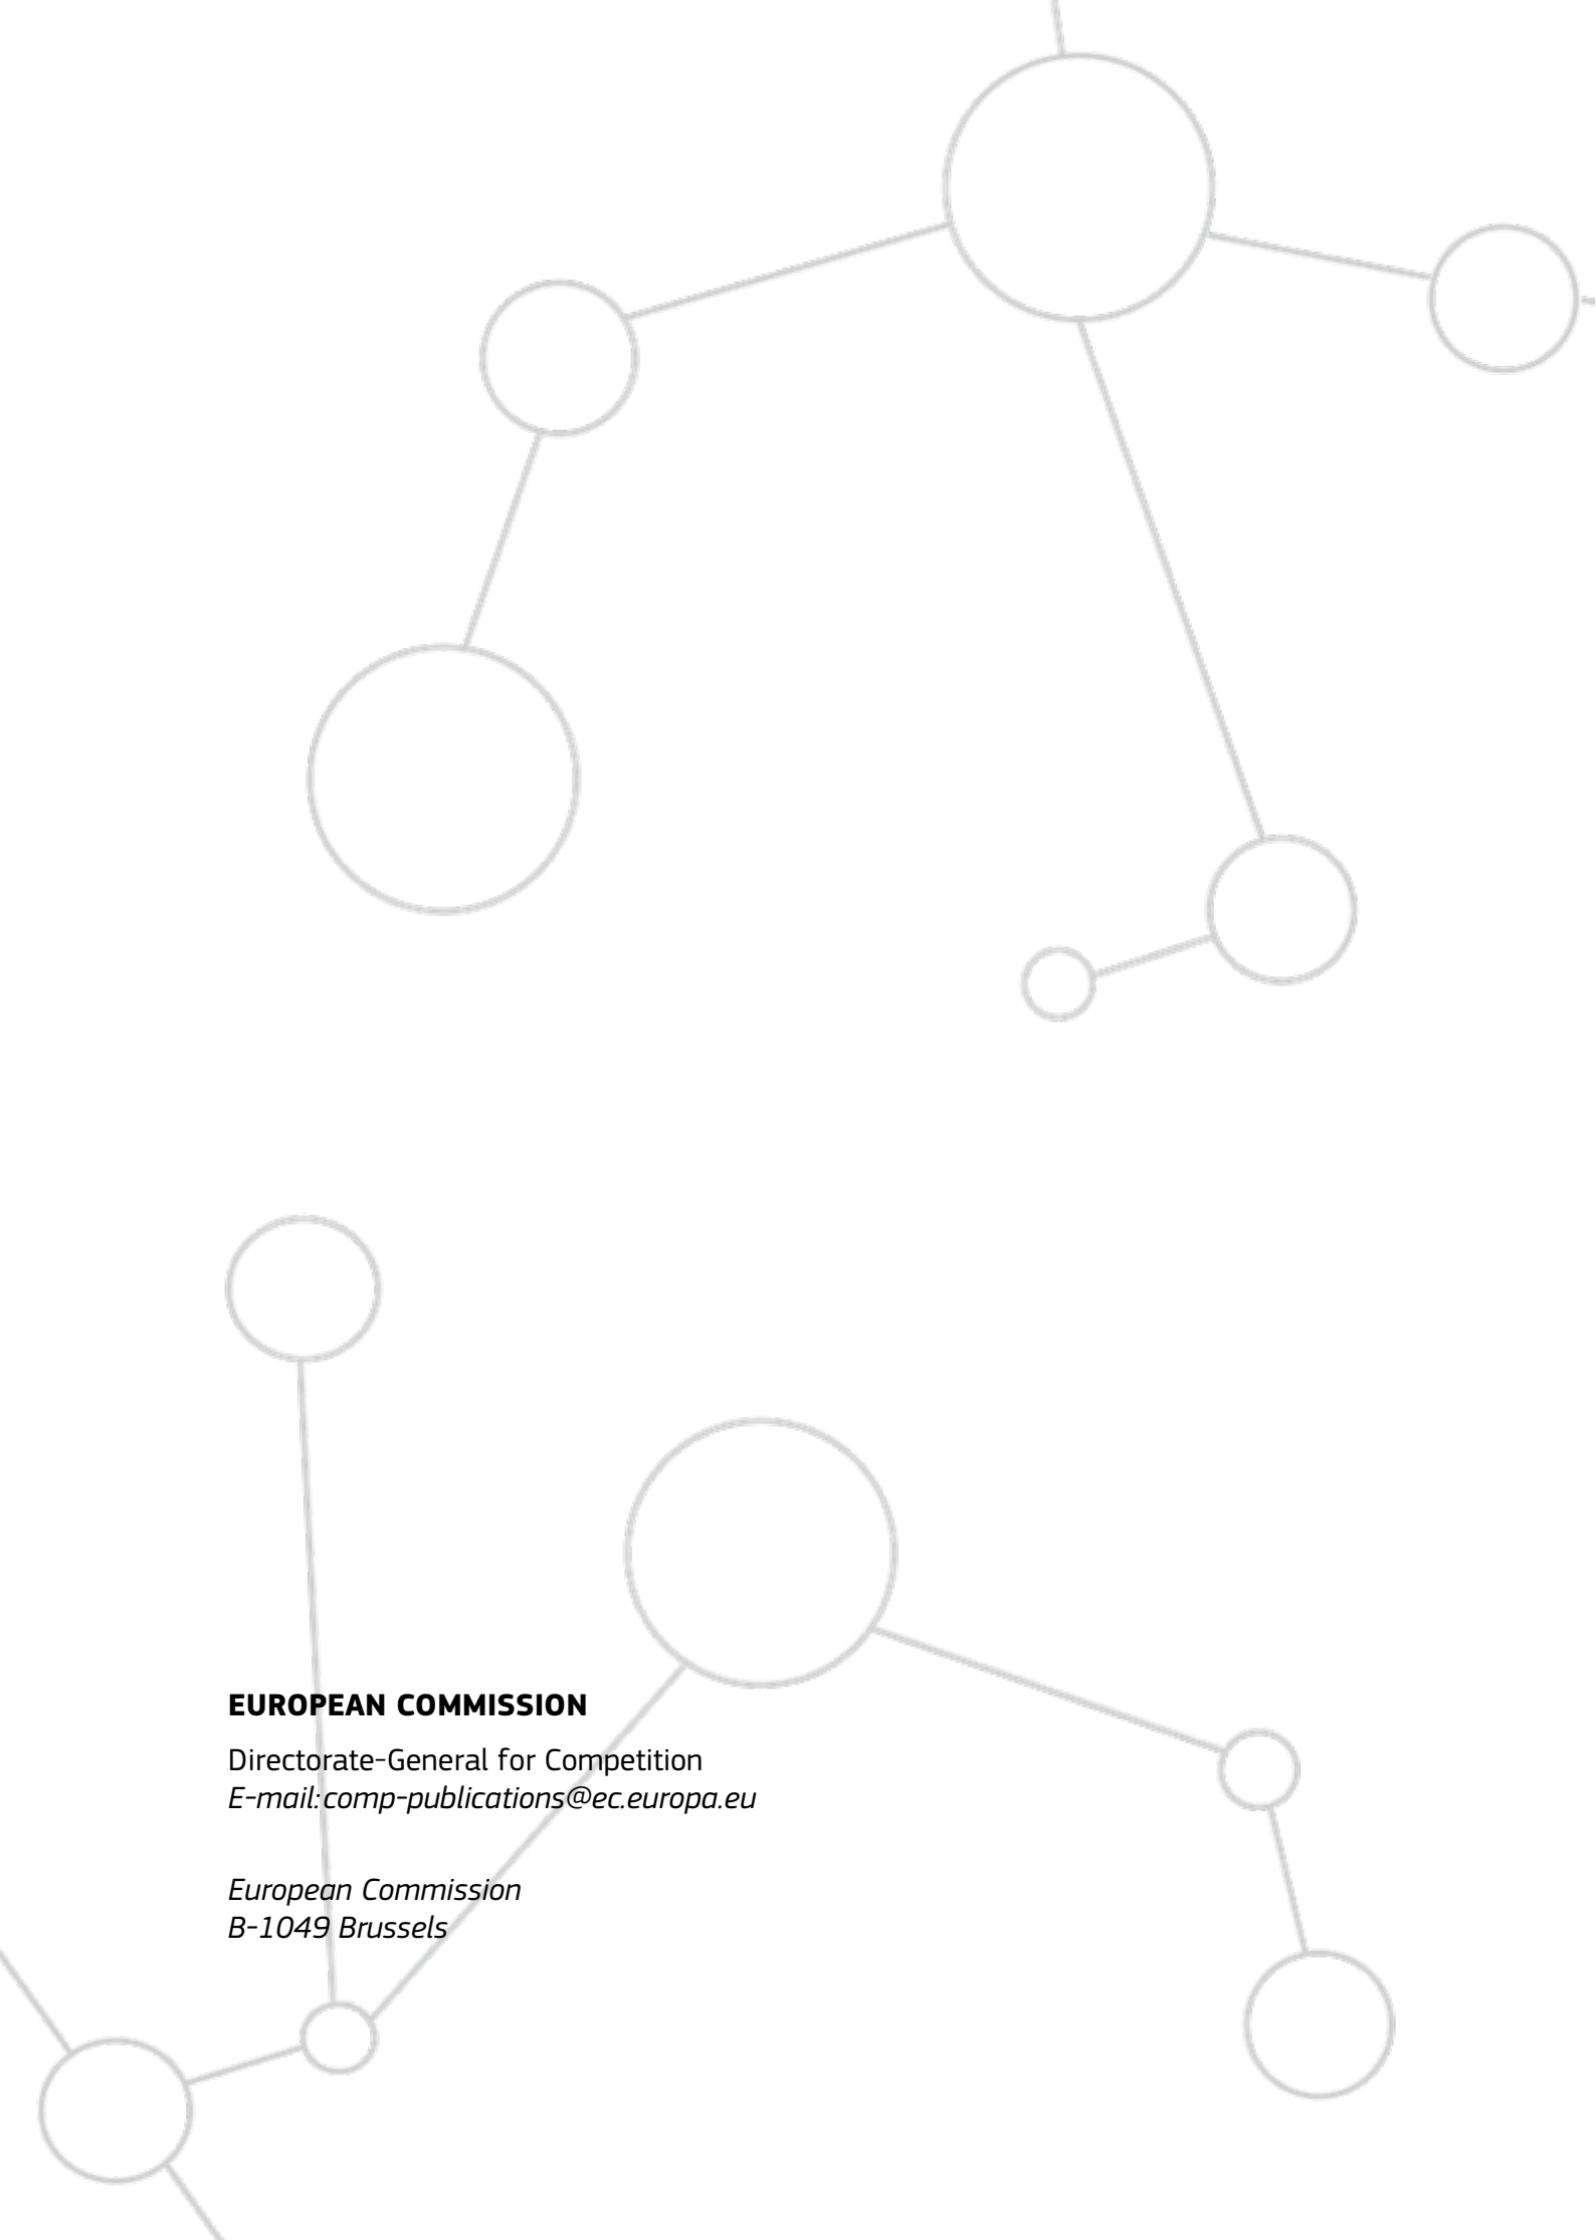 EUROPEAN COMMISSION
Directorate-General for Competition
E-mail: comp-publications@ec.europa.eu
European Commission
B-1049 Brussels